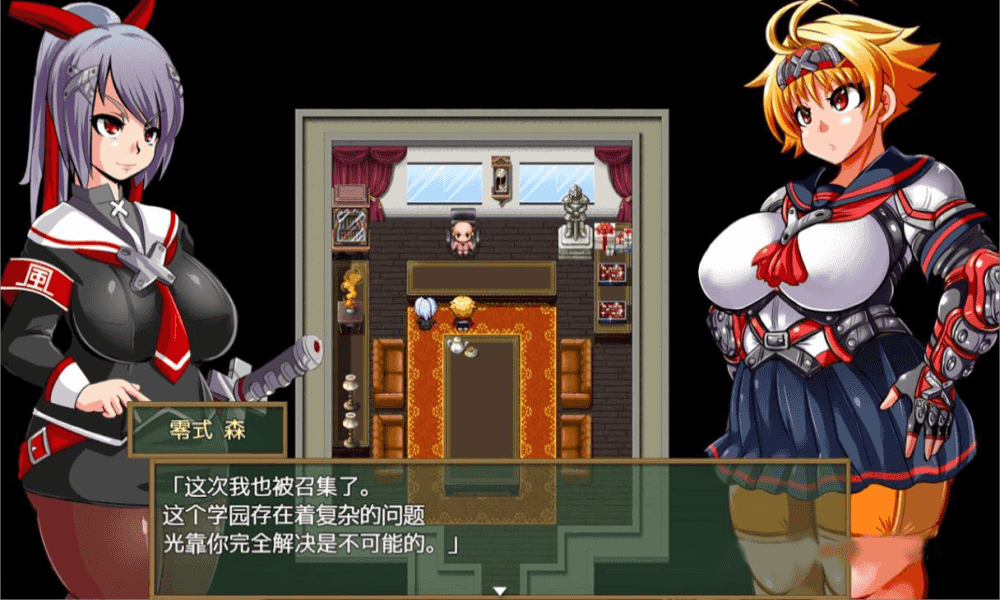 風
零式 森
「这次我也被召集了。
这个学园存在着复杂的问题
光靠你完全解决是不可能的。」